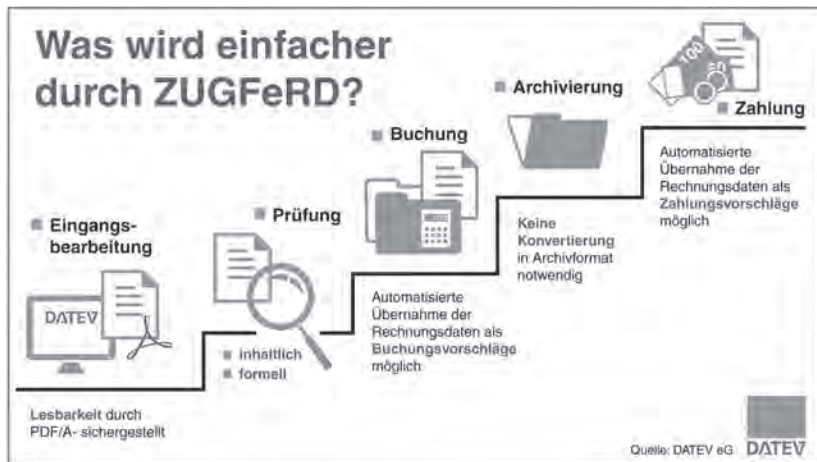 Was wird einfacher
durch ZUGFeRD?
Eingangs-
bearbeitung
DATEV
Lesbarkeit durch
PDF/A- sichergestellt
Prüfung
inhaltlich
formell
Buchung
Automatisierte
Übernahme der
Rechnungsdaten als
Buchungsvorschläge
möglich
Archivierung
Keine
Konvertierung
in Archivformat
notwendig
100
50
Zahlung
Automatisierte
Übernahme der
Rechnungsdaten als
Zahlungsvorschläge
möglich
Quelle: DATEV eG
DATEV